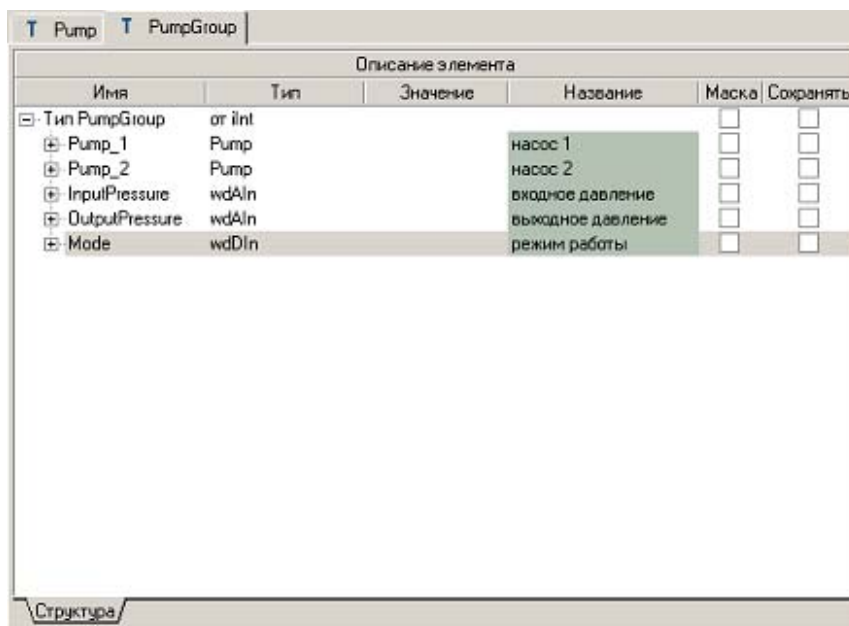 T Pump T PumpGroup
Описание элемента
Имя Тип Значение Название Маска Сохранять
Тип PumpGroup от iInt
Pump_1 Pump насос 1
Pump_2 Pump насос 2
InputPressure wdAIn входное давление
OutputPressure wdAIn выходное давление
Mode wdDIn режим работы
Структура